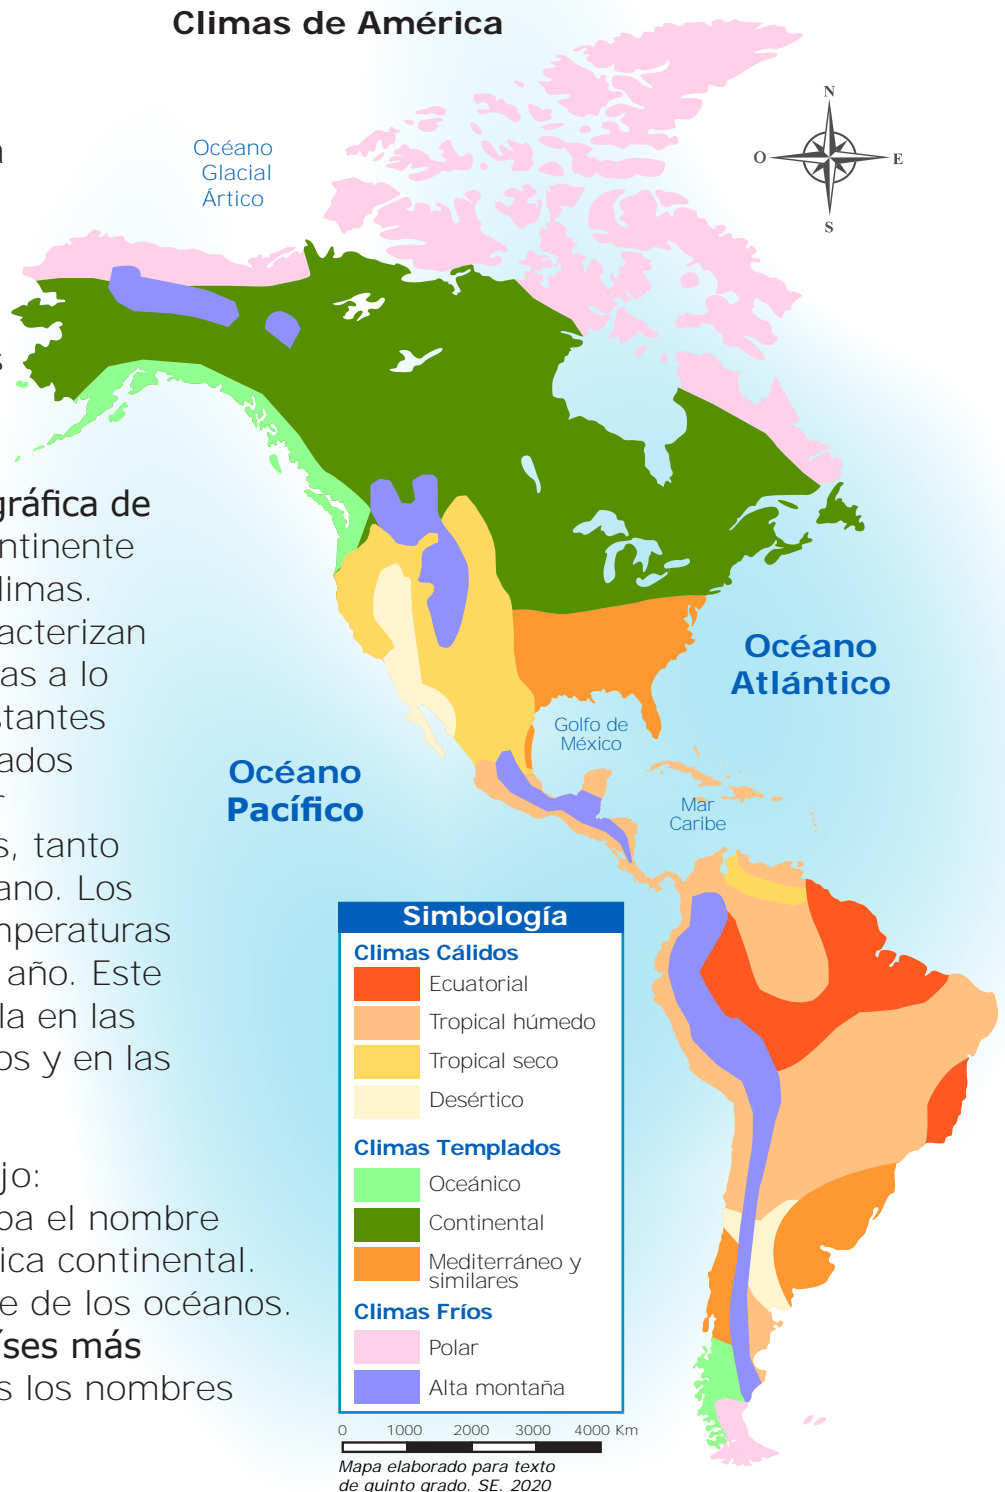 Climas de América
N
O
E
S
Océano
Glacial
Ártico
gráfica de
ntinente
limas.
acterizan
as a lo
stantes
ados
s, tanto
ano. Los
mperaturas
año. Este
la en las
os y en las
jo:
pa el nombre
ica continental.
e de los océanos.
íses más
s los nombres
Océano
Atlántico
Golfo de
México
Océano
Pacífico
Mar
Caribe
Simbología
Climas Cálidos
Ecuatorial
Tropical húmedo
Tropical seco
Desértico
Climas Templados
Oceánico
Continental
Mediterráneo y
similares
Climas Fríos
Polar
Alta montaña
0 1000 2000 3000 4000 Km
Mapa elaborado para texto
de quinto grado. SE. 2020